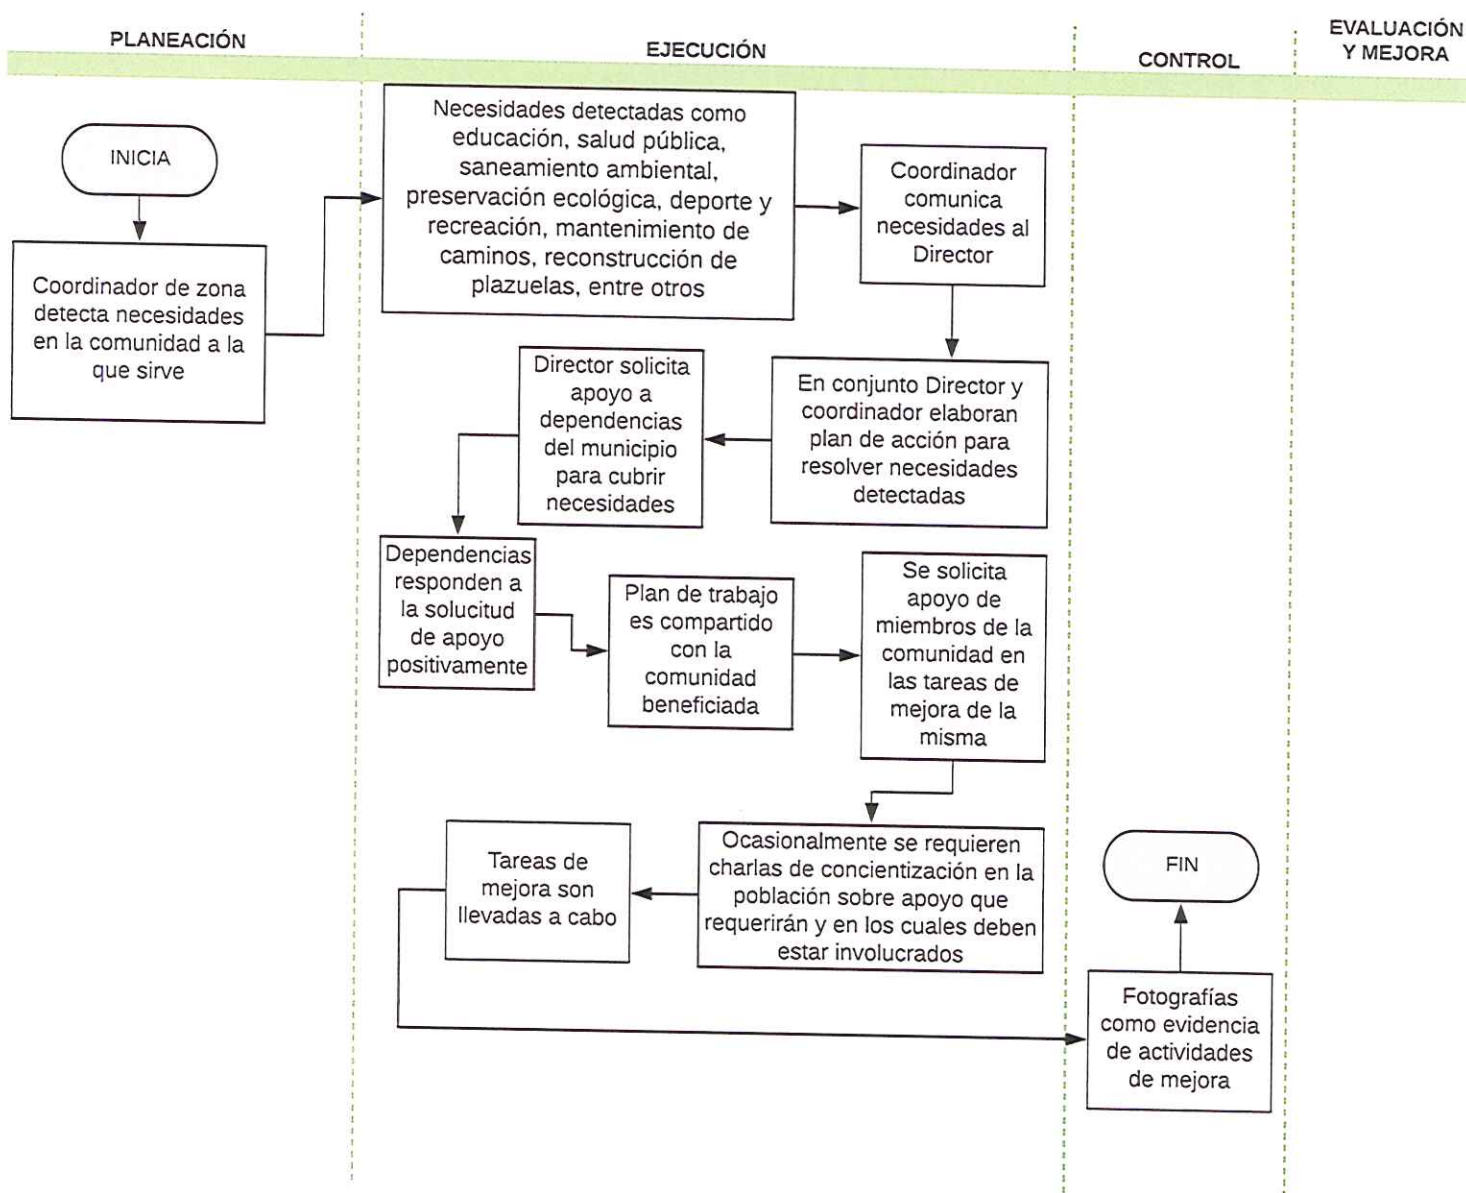 PLANEACIÓN
EJECUCIÓN
CONTROL
EVALUACIÓN
Y MEJORA
INICIA
Coordinador de zona
detecta necesidades
en la comunidad a la
que sirve
Necesidades detectadas como
educación, salud pública,
saneamiento ambiental,
preservación ecológica, deporte y
recreación, mantenimiento de
caminos, reconstrucción de
plazuelas, entre otros
Coordinador
comunica
necesidades al
Director
En conjunto Director y
coordinador elaboran
plan de acción para
resolver necesidades
detectadas
Director solicita
apoyo a
dependencias
del municipio
para cubrir
necesidades
Dependencias
responden a
la solucitud
de apoyo
positivamente
Plan de trabajo
es compartido
con la
comunidad
beneficiada
Se solicita
apoyo de
miembros de la
comunidad en
las tareas de
mejora de la
misma
Ocasionalmente se requieren
charlas de concientización en la
población sobre apoyo que
requerirán y en los cuales deben
estar involucrados
Tareas de
mejora son
llevadas a cabo
Fotografías
como evidencia
de actividades
de mejora
FIN